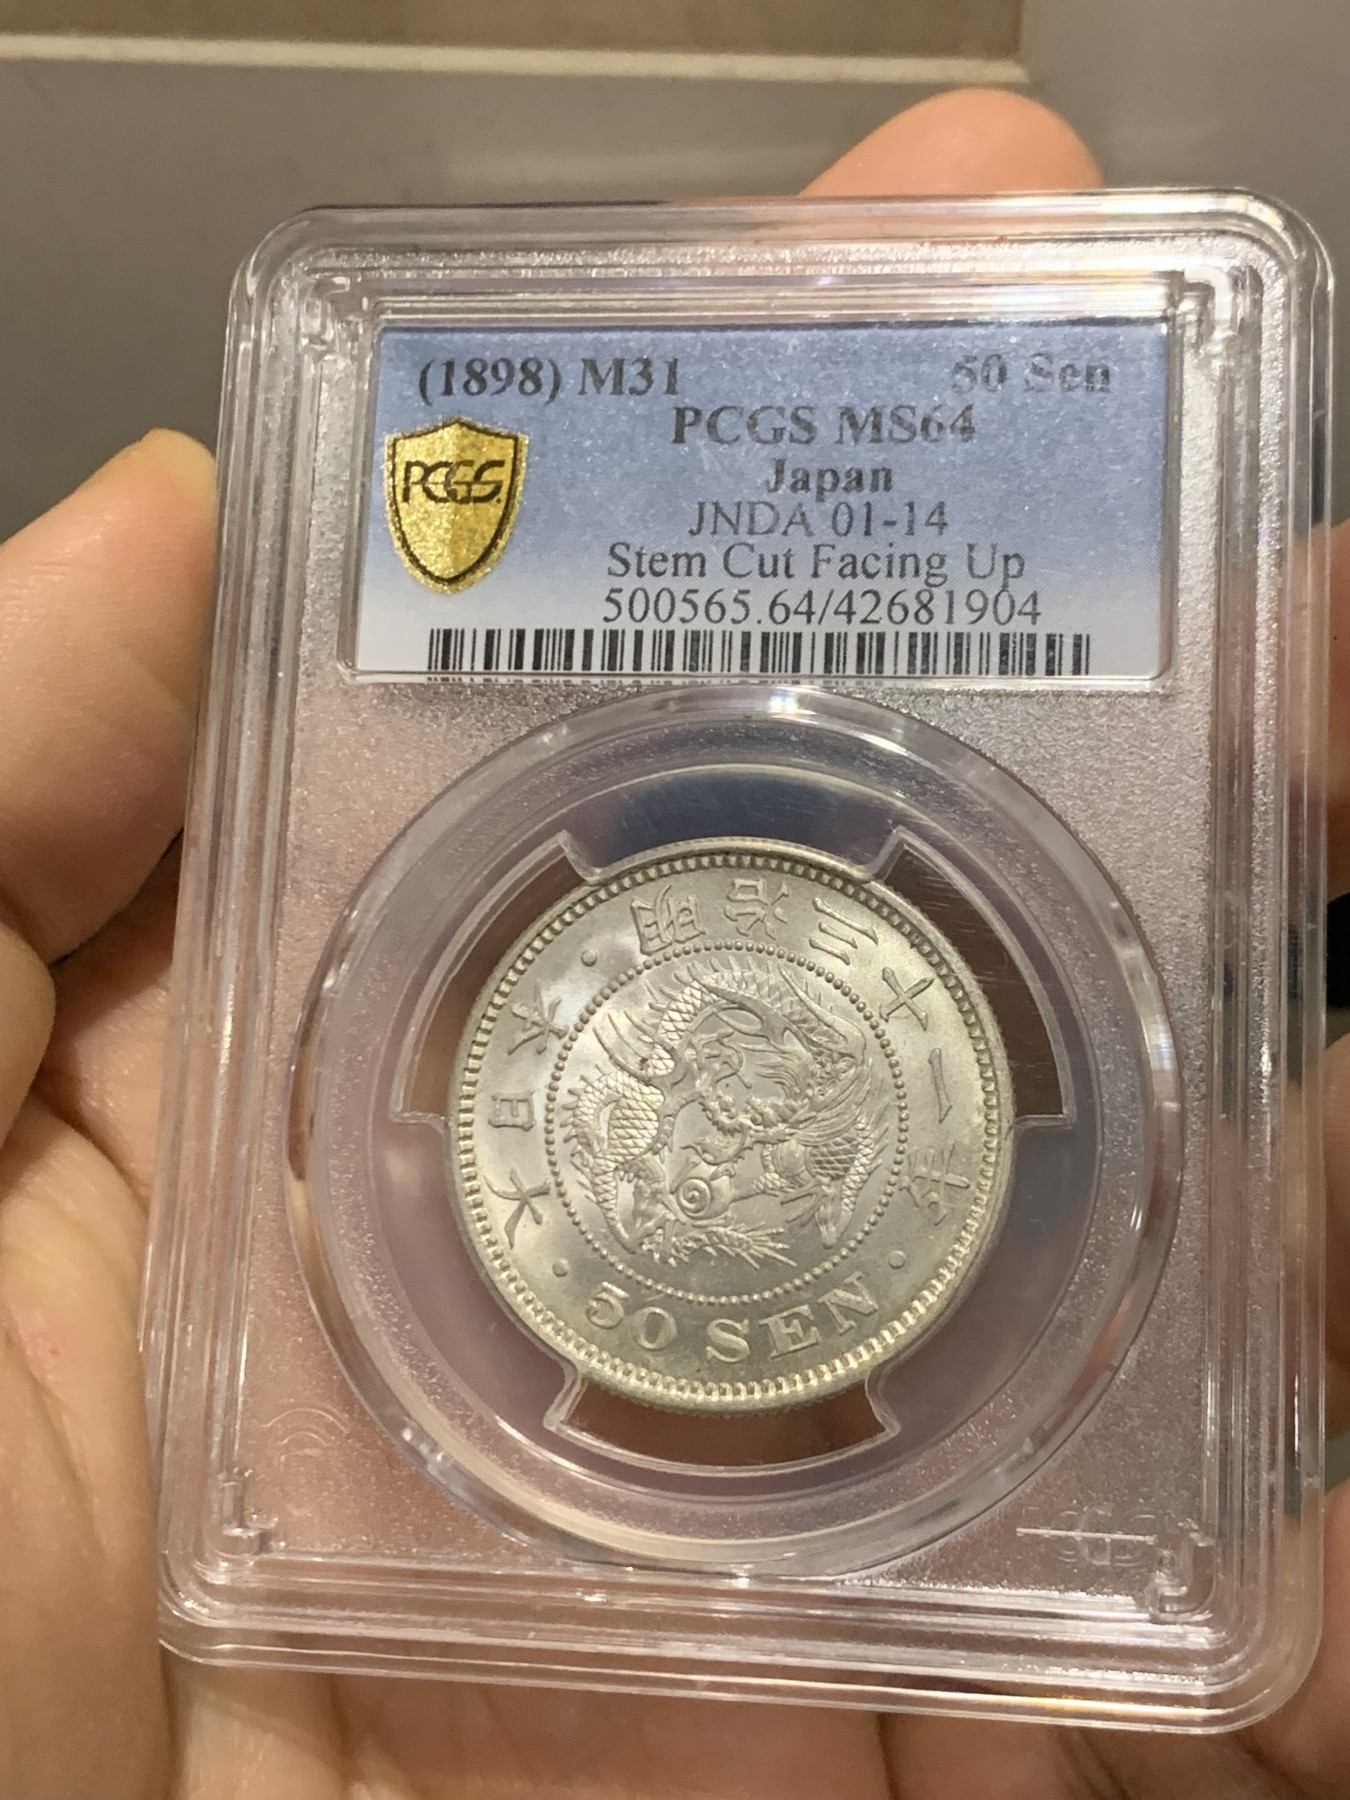 (1898) M31 50 Sen
PCGS MS64
PCGS
Japan
JNDA 01-14
Stem Cut Facing Up
500565.64/42681904
明治三十一年
大日本
50 SEN